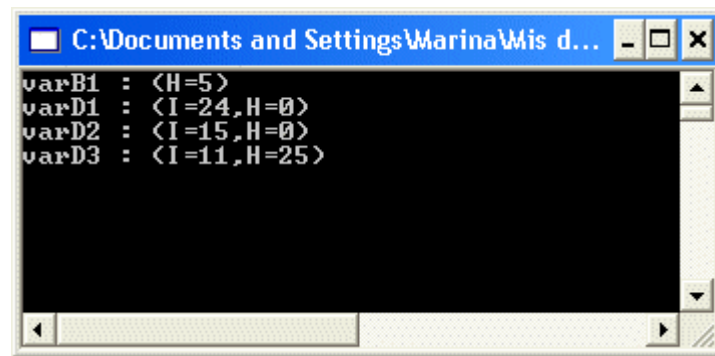 C:\Documents and Settings\Marina\Mis d...
varB1 : (H=5)
varD1 : (I=24,H=0)
varD2 : (I=15,H=0)
varD3 : (I=11,H=25)